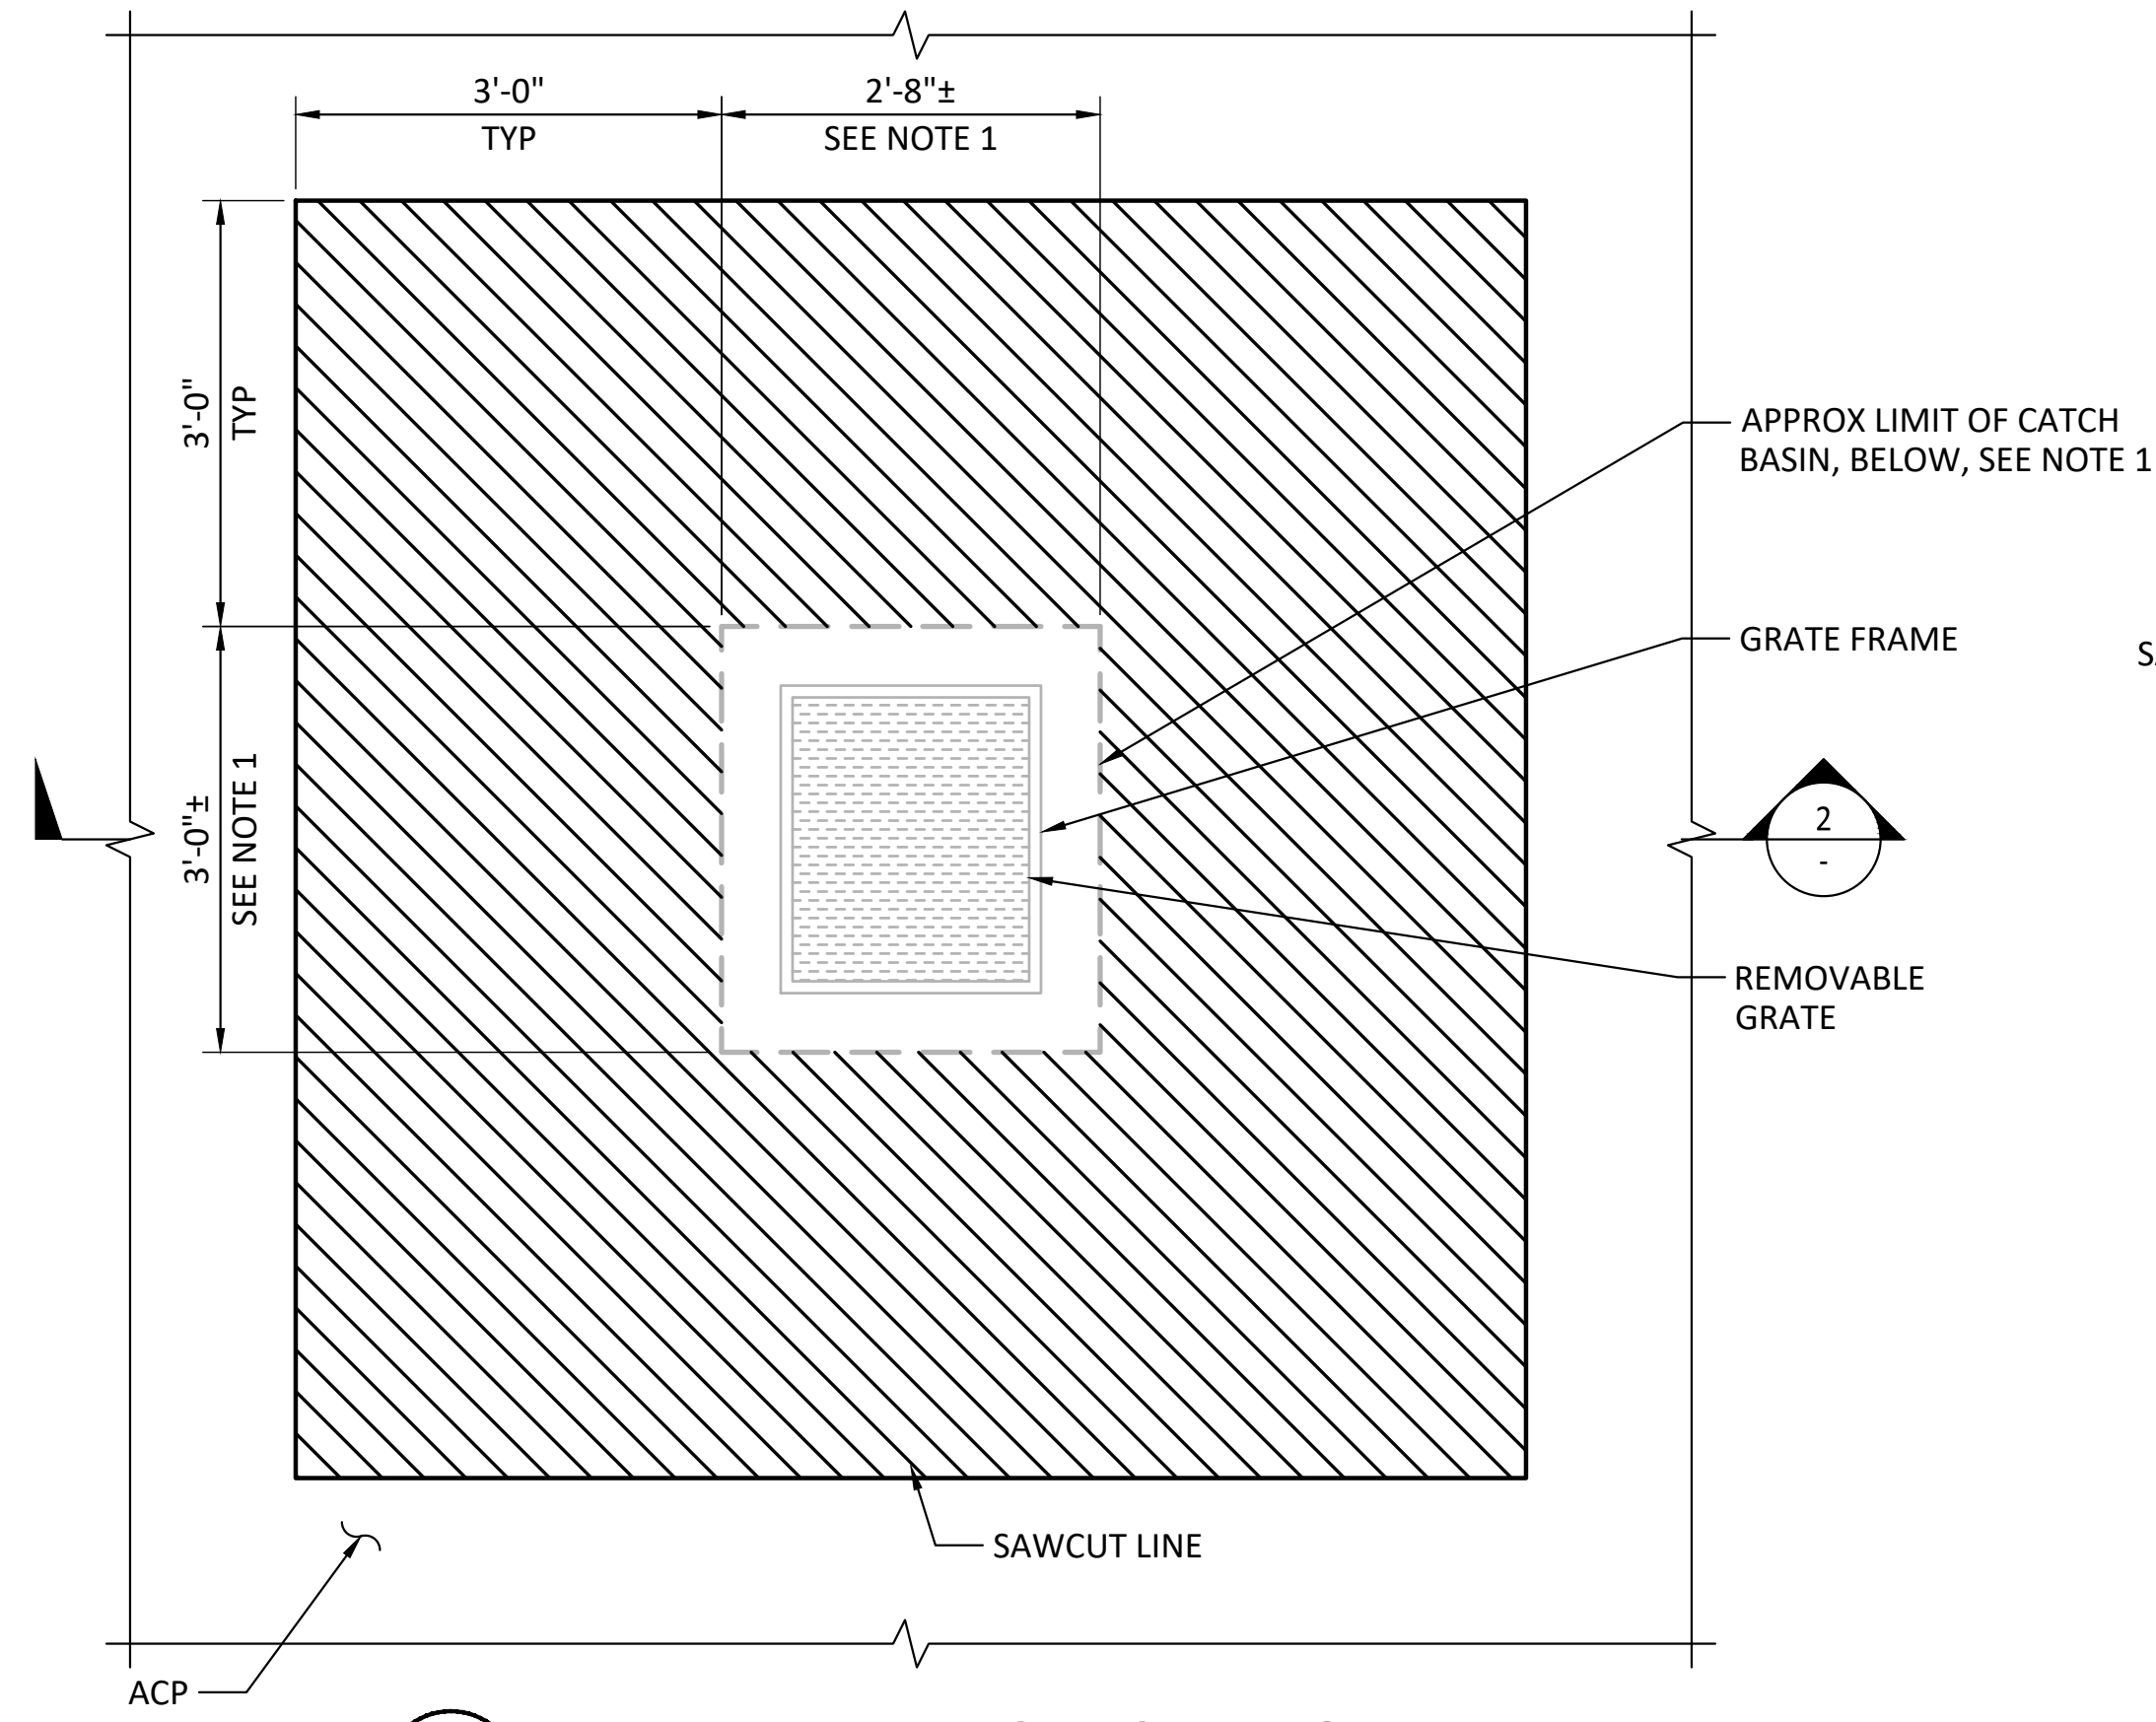 3'-0"
TYP
2'-8"±
SEE NOTE 1
3'-0"
TYP
APPROX LIMIT OF CATCH
BASIN, BELOW, SEE NOTE 1
GRATE FRAME
3'-0"±
SEE NOTE 1
2
-
REMOVABLE
GRATE
SAWCUT LINE
ACP